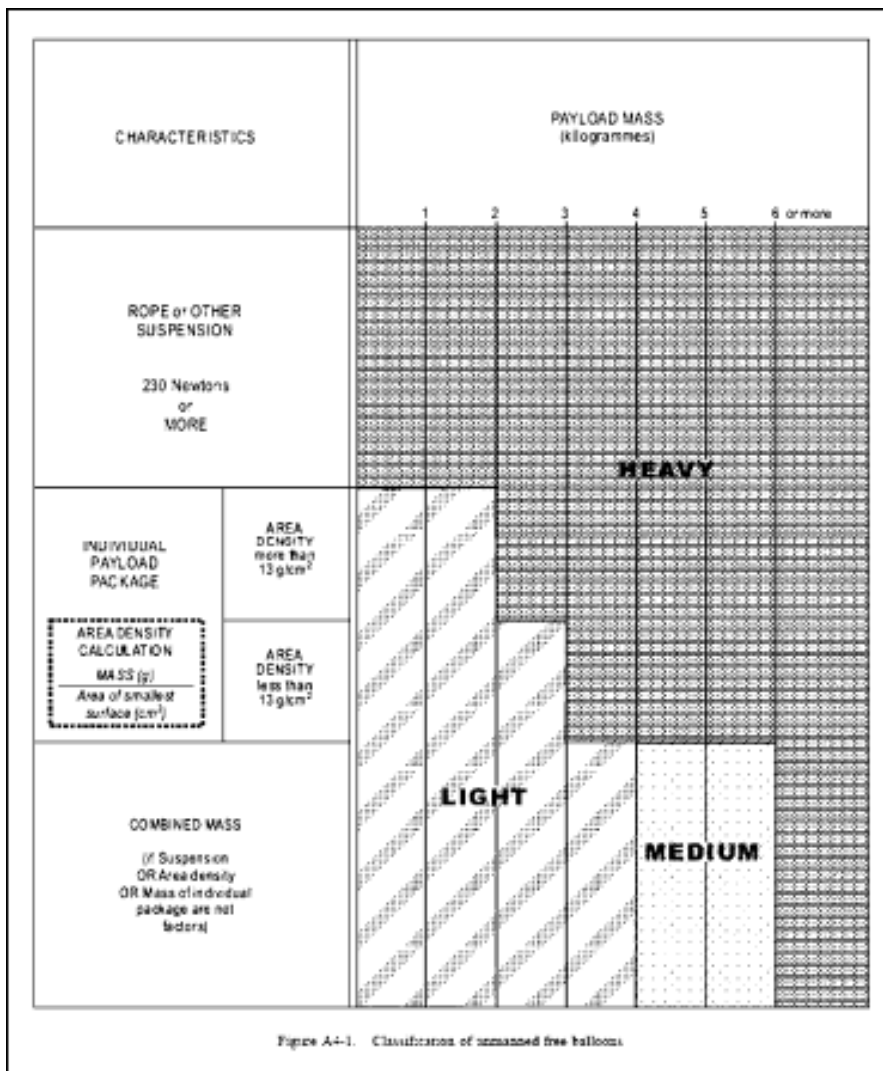 CHARACTERISTICS
PAYLOAD MASS
(kilogrammes)
1 2 3 4 5 6 or more
ROPE or OTHER
SUSPENSION
230 Newtons
or
MORE
HEAVY
INDIVIDUAL
PAYLOAD
PACKAGE
AREA
DENSITY
more than
13 g/cm²
AREA DENSITY
CALCULATION
MASS (g)
Area of smallest
surface (cm²)
AREA
DENSITY
less than
13 g/cm²
LIGHT
MEDIUM
COMBINED MASS
(if Suspension
OR Area density
OR Mass of individual
package are not
factors)
Figure A4-1. Classification of unmanned free balloons